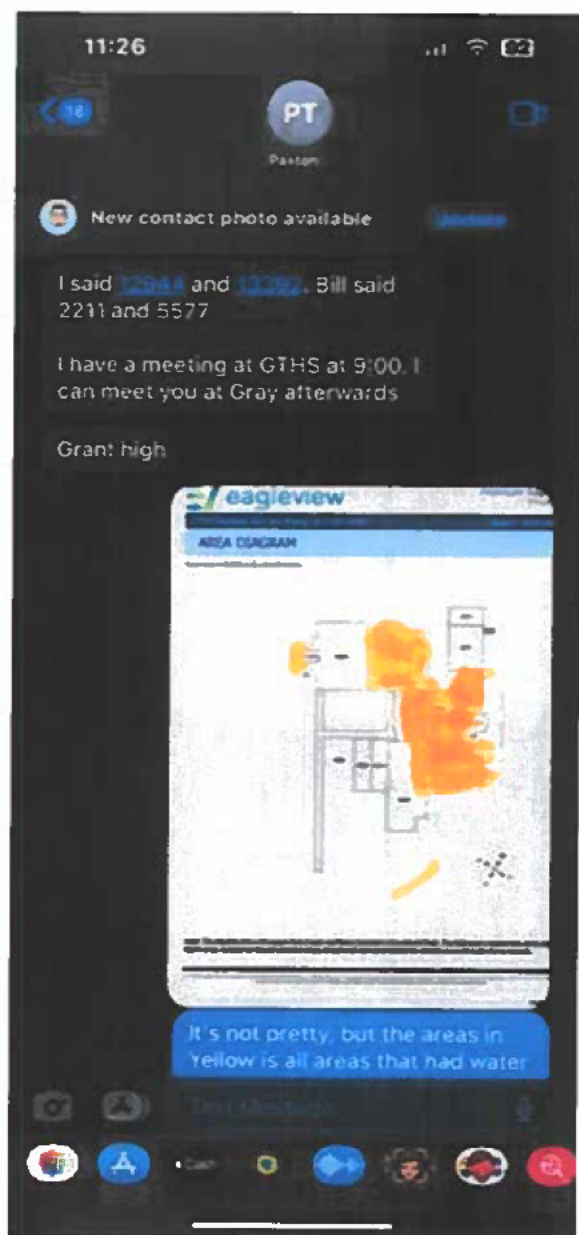 11:26
18
PT
Paxton
New contact photo available
Update
I said 12944 and 13392. Bill said
2211 and 5577
I have a meeting at GTHS at 9:00. I
can meet you at Gray afterwards
Grant high
eagleview
AREA DIAGRAM
It's not pretty, but the areas in
Yellow is all areas that had water
Text Message
Cash